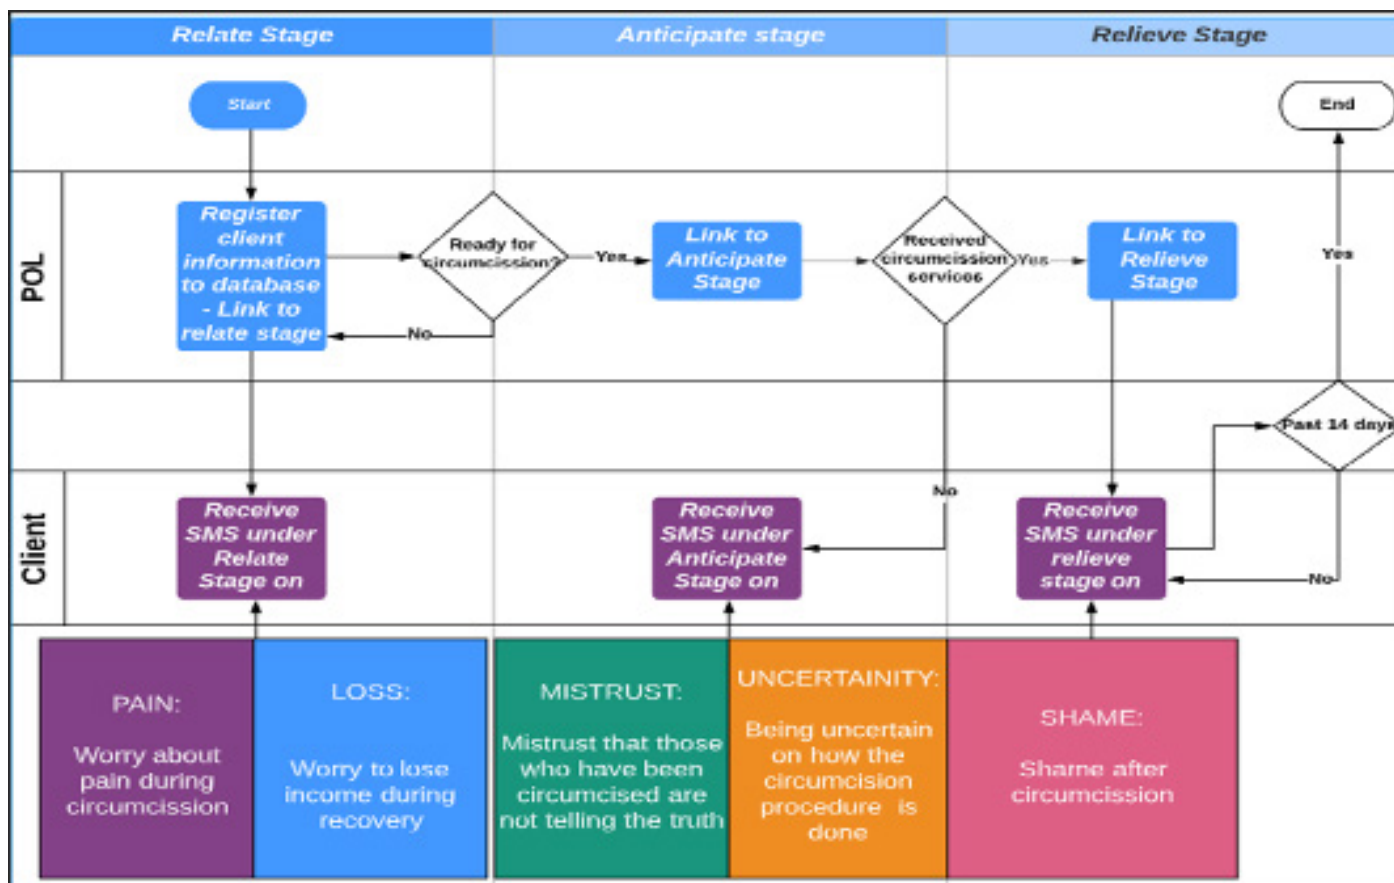 Relate Stage
Anticipate stage
Relieve Stage
Start
End
POL
Register
client
information
to database
- Link to
relate stage
Ready for
circumcission?
Yes
No
Link to
Anticipate
Stage
Received
circumcission
services
Yes
No
Link to
Relieve
Stage
Yes
Past 14 days
No
Client
Receive
SMS under
Relate
Stage on
Receive
SMS under
Anticipate
Stage on
Receive
SMS under
relieve
stage on
PAIN:
Worry about
pain during
circumcission
LOSS:
Worry to lose
income during
recovery
MISTRUST:
Mistrust that those
who have been
circumcised are
not telling the truth
UNCERTAINITY:
Being uncertain
on how the
circumcision
procedure is
done
SHAME:
Shame after
circumcission